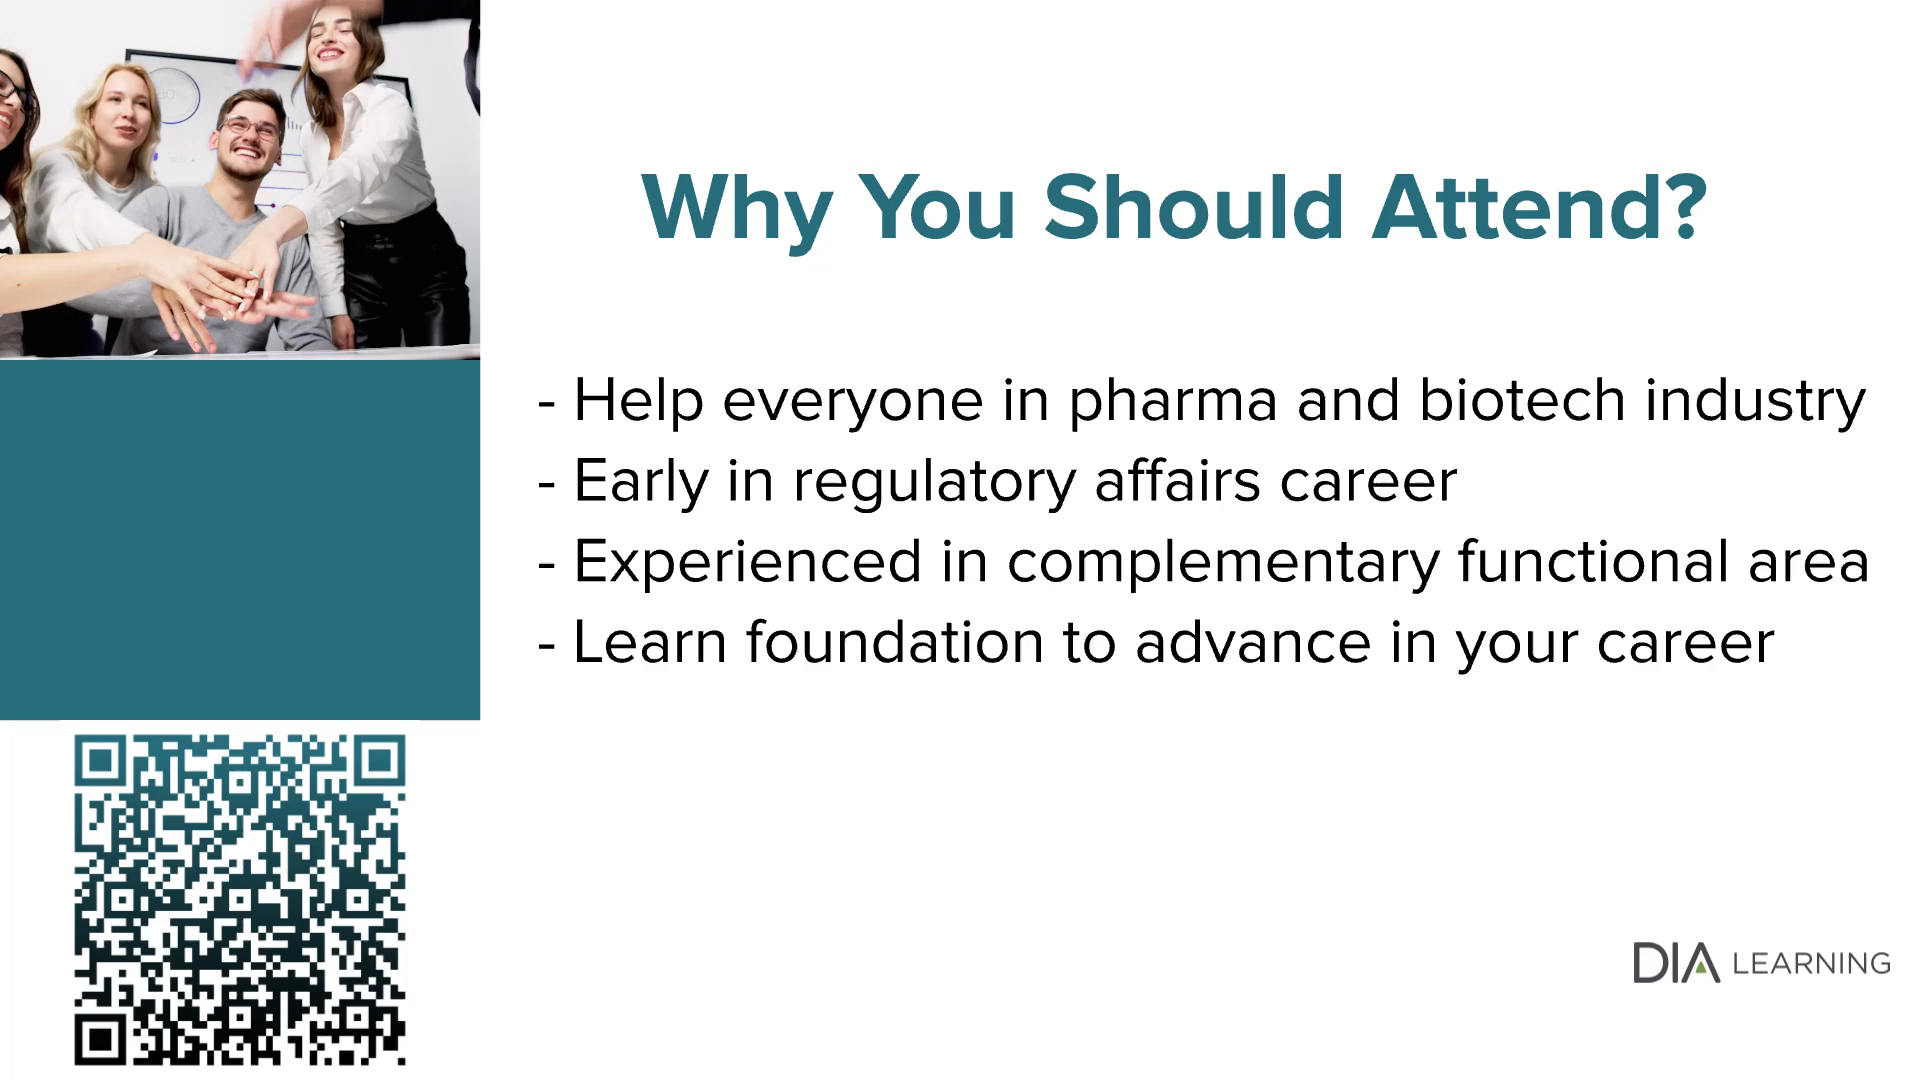 Why You Should Attend?
- Help everyone in pharma and biotech industry
- Early in regulatory affairs career
- Experienced in complementary functional area
- Learn foundation to advance in your career
DIA LEARNING